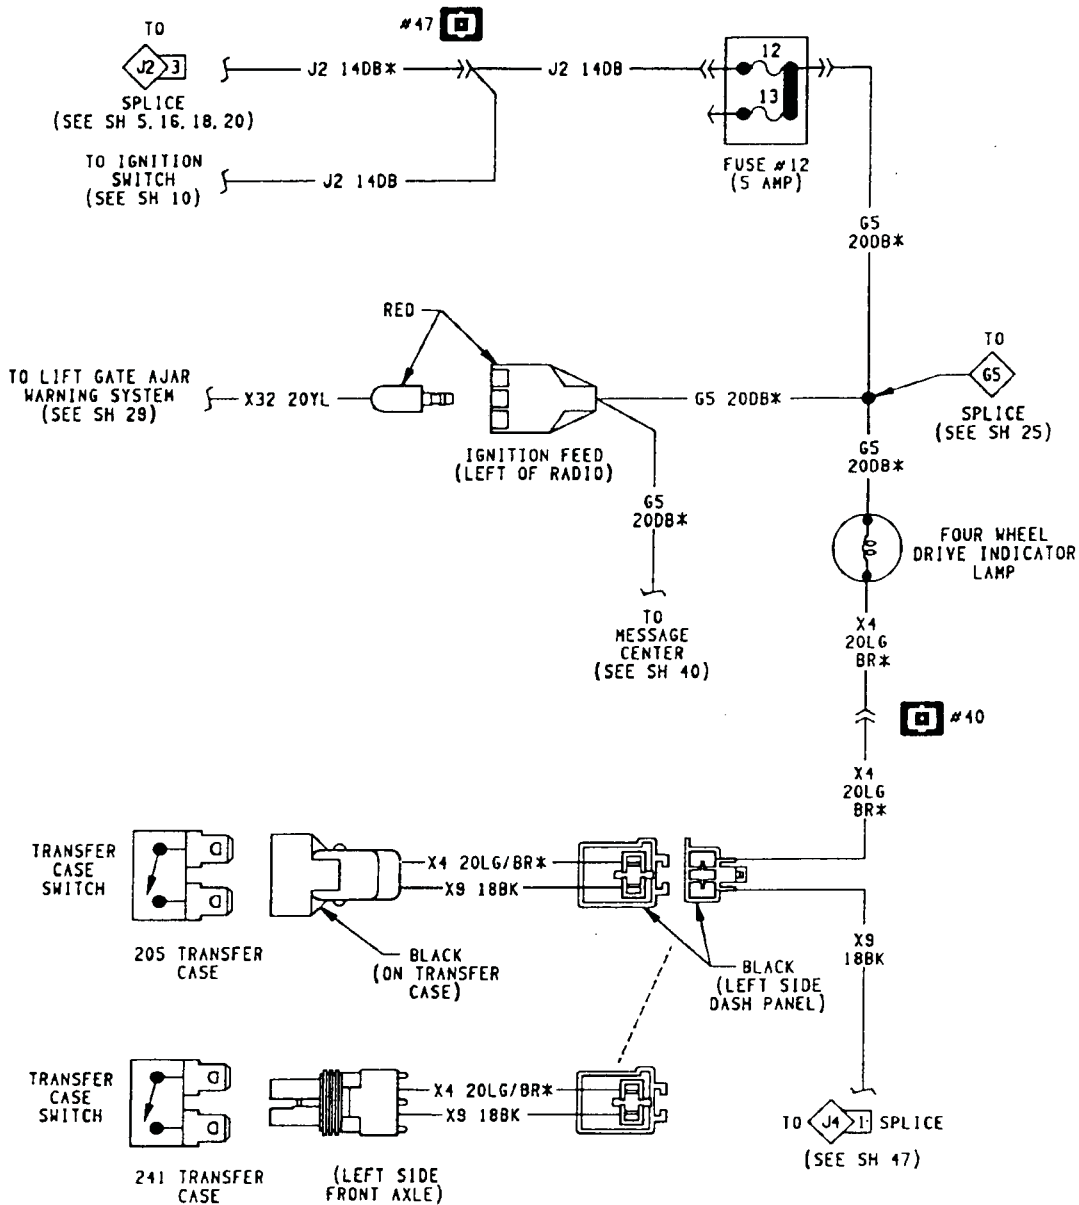 TO
J2 3
SPLICE
(SEE SH 5,16,18,20)
J2 14DB*
#47
J2 14DB
12
13
FUSE #12
(5 AMP)
TO IGNITION
SWITCH
(SEE SH 10)
J2 14DB
G5
20DB*
RED
TO LIFT GATE AJAR
WARNING SYSTEM
(SEE SH 29)
X32 20YL
IGNITION FEED
(LEFT OF RADIO)
G5 20DB*
TO
G5
SPLICE
(SEE SH 25)
G5
20DB*
G5
20DB*
TO
MESSAGE
CENTER
(SEE SH 40)
FOUR WHEEL
DRIVE INDICATOR
LAMP
X4
20LG
BR*
#40
X4
20LG
BR*
TRANSFER
CASE
SWITCH
205 TRANSFER
CASE
X4 20LG/BR*
X9 18BK
BLACK
(ON TRANSFER
CASE)
BLACK
(LEFT SIDE
DASH PANEL)
X9
18BK
TRANSFER
CASE
SWITCH
241 TRANSFER
CASE
X4 20LG/BR*
X9 18BK
(LEFT SIDE
FRONT AXLE)
TO J4 1 SPLICE
(SEE SH 47)